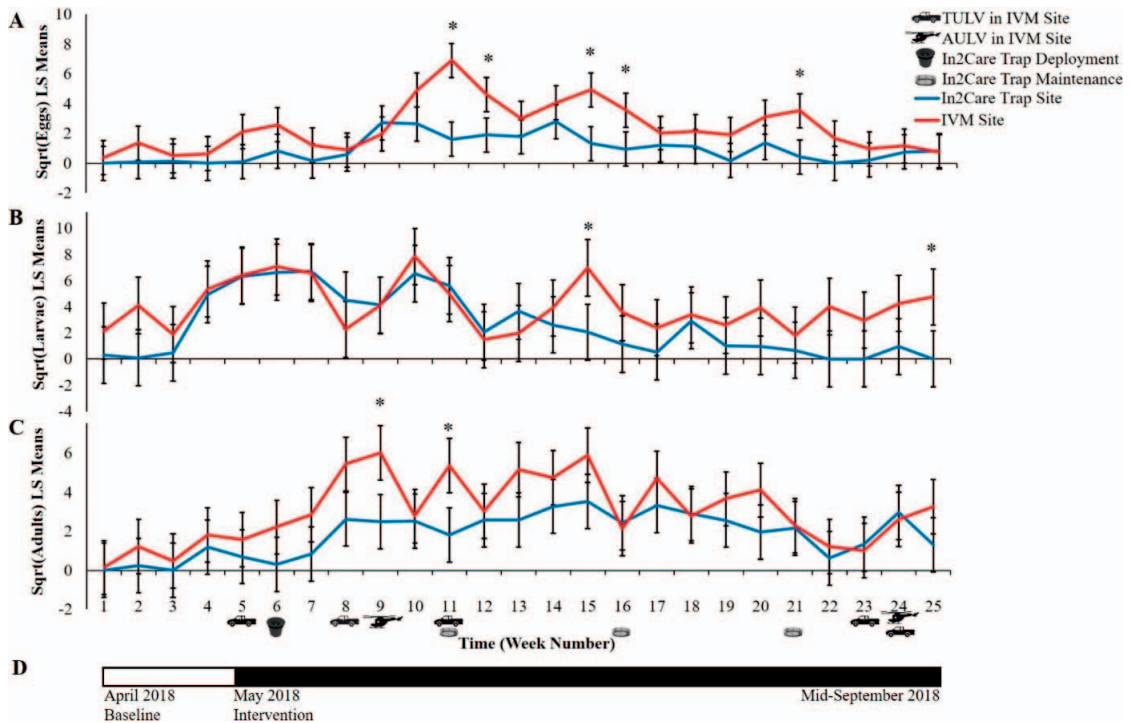 A
Sqrt(Eggs) LS Means
10
8
6
4
2
0
-2
* * * * *
TULV in IVM Site
AULV in IVM Site
In2Care Trap Deployment
In2Care Trap Maintenance
In2Care Trap Site
IVM Site
B
Sqrt(Larvae) LS Means
10
8
6
4
2
0
-2
-4
* *
C
Sqrt(Adults) LS Means
6
4
2
0
-2
* *
1 2 3 4 5 6 7 8 9 10 11 12 13 14 15 16 17 18 19 20 21 22 23 24 25
Time (Week Number)
D
April 2018 May 2018 Mid-September 2018
Baseline Intervention